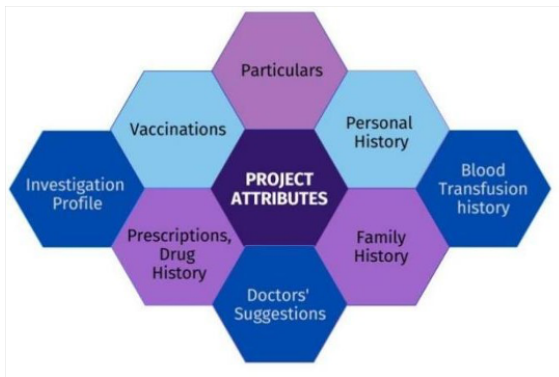 Particulars
Vaccinations
Personal
History
Investigation
Profile
PROJECT
ATTRIBUTES
Blood
Transfusion
history
Prescriptions,
Drug
History
Family
History
Doctors'
Suggestions